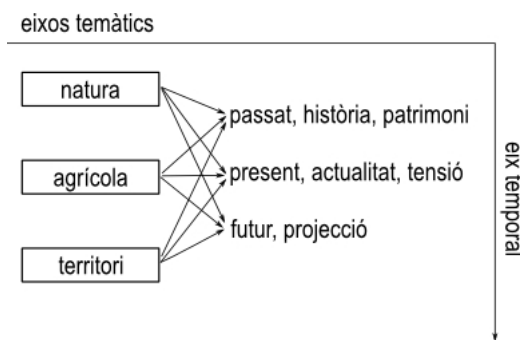 eixos temàtics
natura
passat, història, patrimoni
agrícola
present, actualitat, tensió
futur, projecció
territori
eix temporal